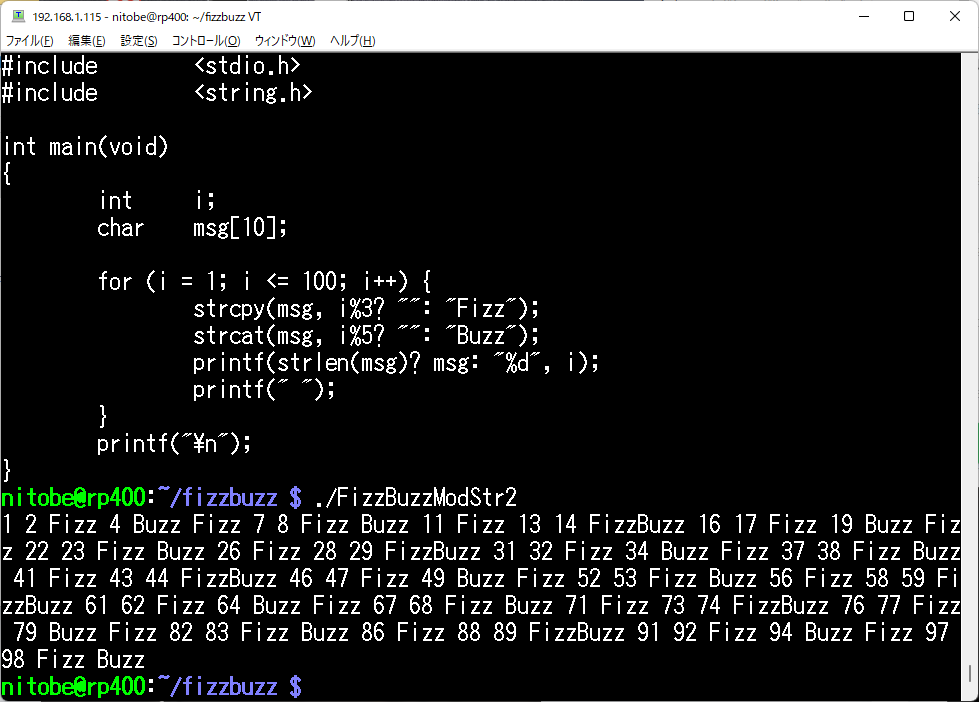 192.168.1.115 - nitobe@rp400: ~/fizzbuzz VT
ファイル(F) 編集(E) 設定(S) コントロール(O) ウィンドウ(W) ヘルプ(H)
#include        <stdio.h>
#include        <string.h>

int main(void)
{
        int     i;
        char    msg[10];

        for (i = 1; i <= 100; i++) {
                strcpy(msg, i%3? "": "Fizz");
                strcat(msg, i%5? "": "Buzz");
                printf(strlen(msg)? msg: "%d", i);
                printf(" ");
        }
        printf("¥n");
}
nitobe@rp400:~/fizzbuzz $ ./FizzBuzzModStr2
1 2 Fizz 4 Buzz Fizz 7 8 Fizz Buzz 11 Fizz 13 14 FizzBuzz 16 17 Fizz 19 Buzz Fiz
z 22 23 Fizz Buzz 26 Fizz 28 29 FizzBuzz 31 32 Fizz 34 Buzz Fizz 37 38 Fizz Buzz
 41 Fizz 43 44 FizzBuzz 46 47 Fizz 49 Buzz Fizz 52 53 Fizz Buzz 56 Fizz 58 59 Fi
zzBuzz 61 62 Fizz 64 Buzz Fizz 67 68 Fizz Buzz 71 Fizz 73 74 FizzBuzz 76 77 Fizz
 79 Buzz Fizz 82 83 Fizz Buzz 86 Fizz 88 89 FizzBuzz 91 92 Fizz 94 Buzz Fizz 97 
98 Fizz Buzz
nitobe@rp400:~/fizzbuzz $